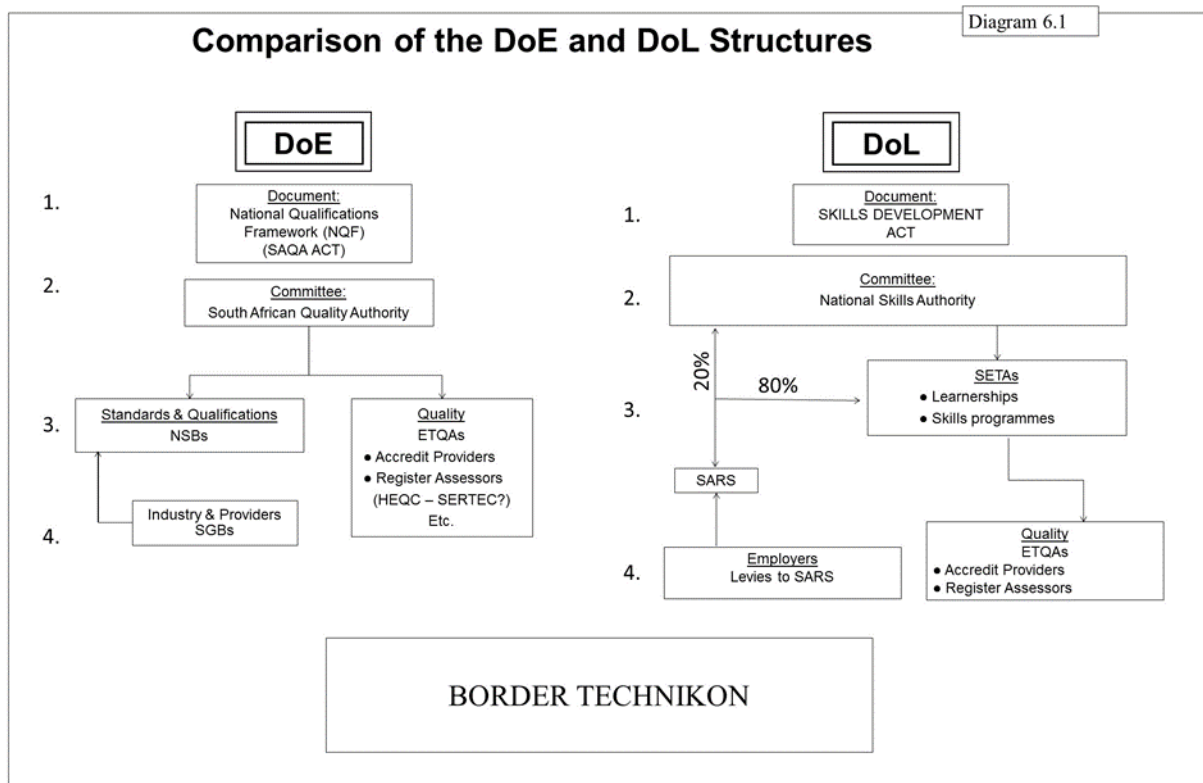 Diagram 6.1
Comparison of the DoE and DoL Structures
DoE
1.
Document:
National Qualifications
Framework (NQF)
(SAQA ACT)
2.
Committee:
South African Quality Authority
3.
Standards & Qualifications
NSBs
Quality
ETQAs
● Accredit Providers
● Register Assessors
(HEQC – SERTEC?)
Etc.
4.
Industry & Providers
SGBs
DoL
1.
Document:
SKILLS DEVELOPMENT
ACT
2.
Committee:
National Skills Authority
20%
80%
3.
SETAs
● Learnerships
● Skills programmes
SARS
4.
Employers
Levies to SARS
Quality
ETQAs
● Accredit Providers
● Register Assessors
BORDER TECHNIKON